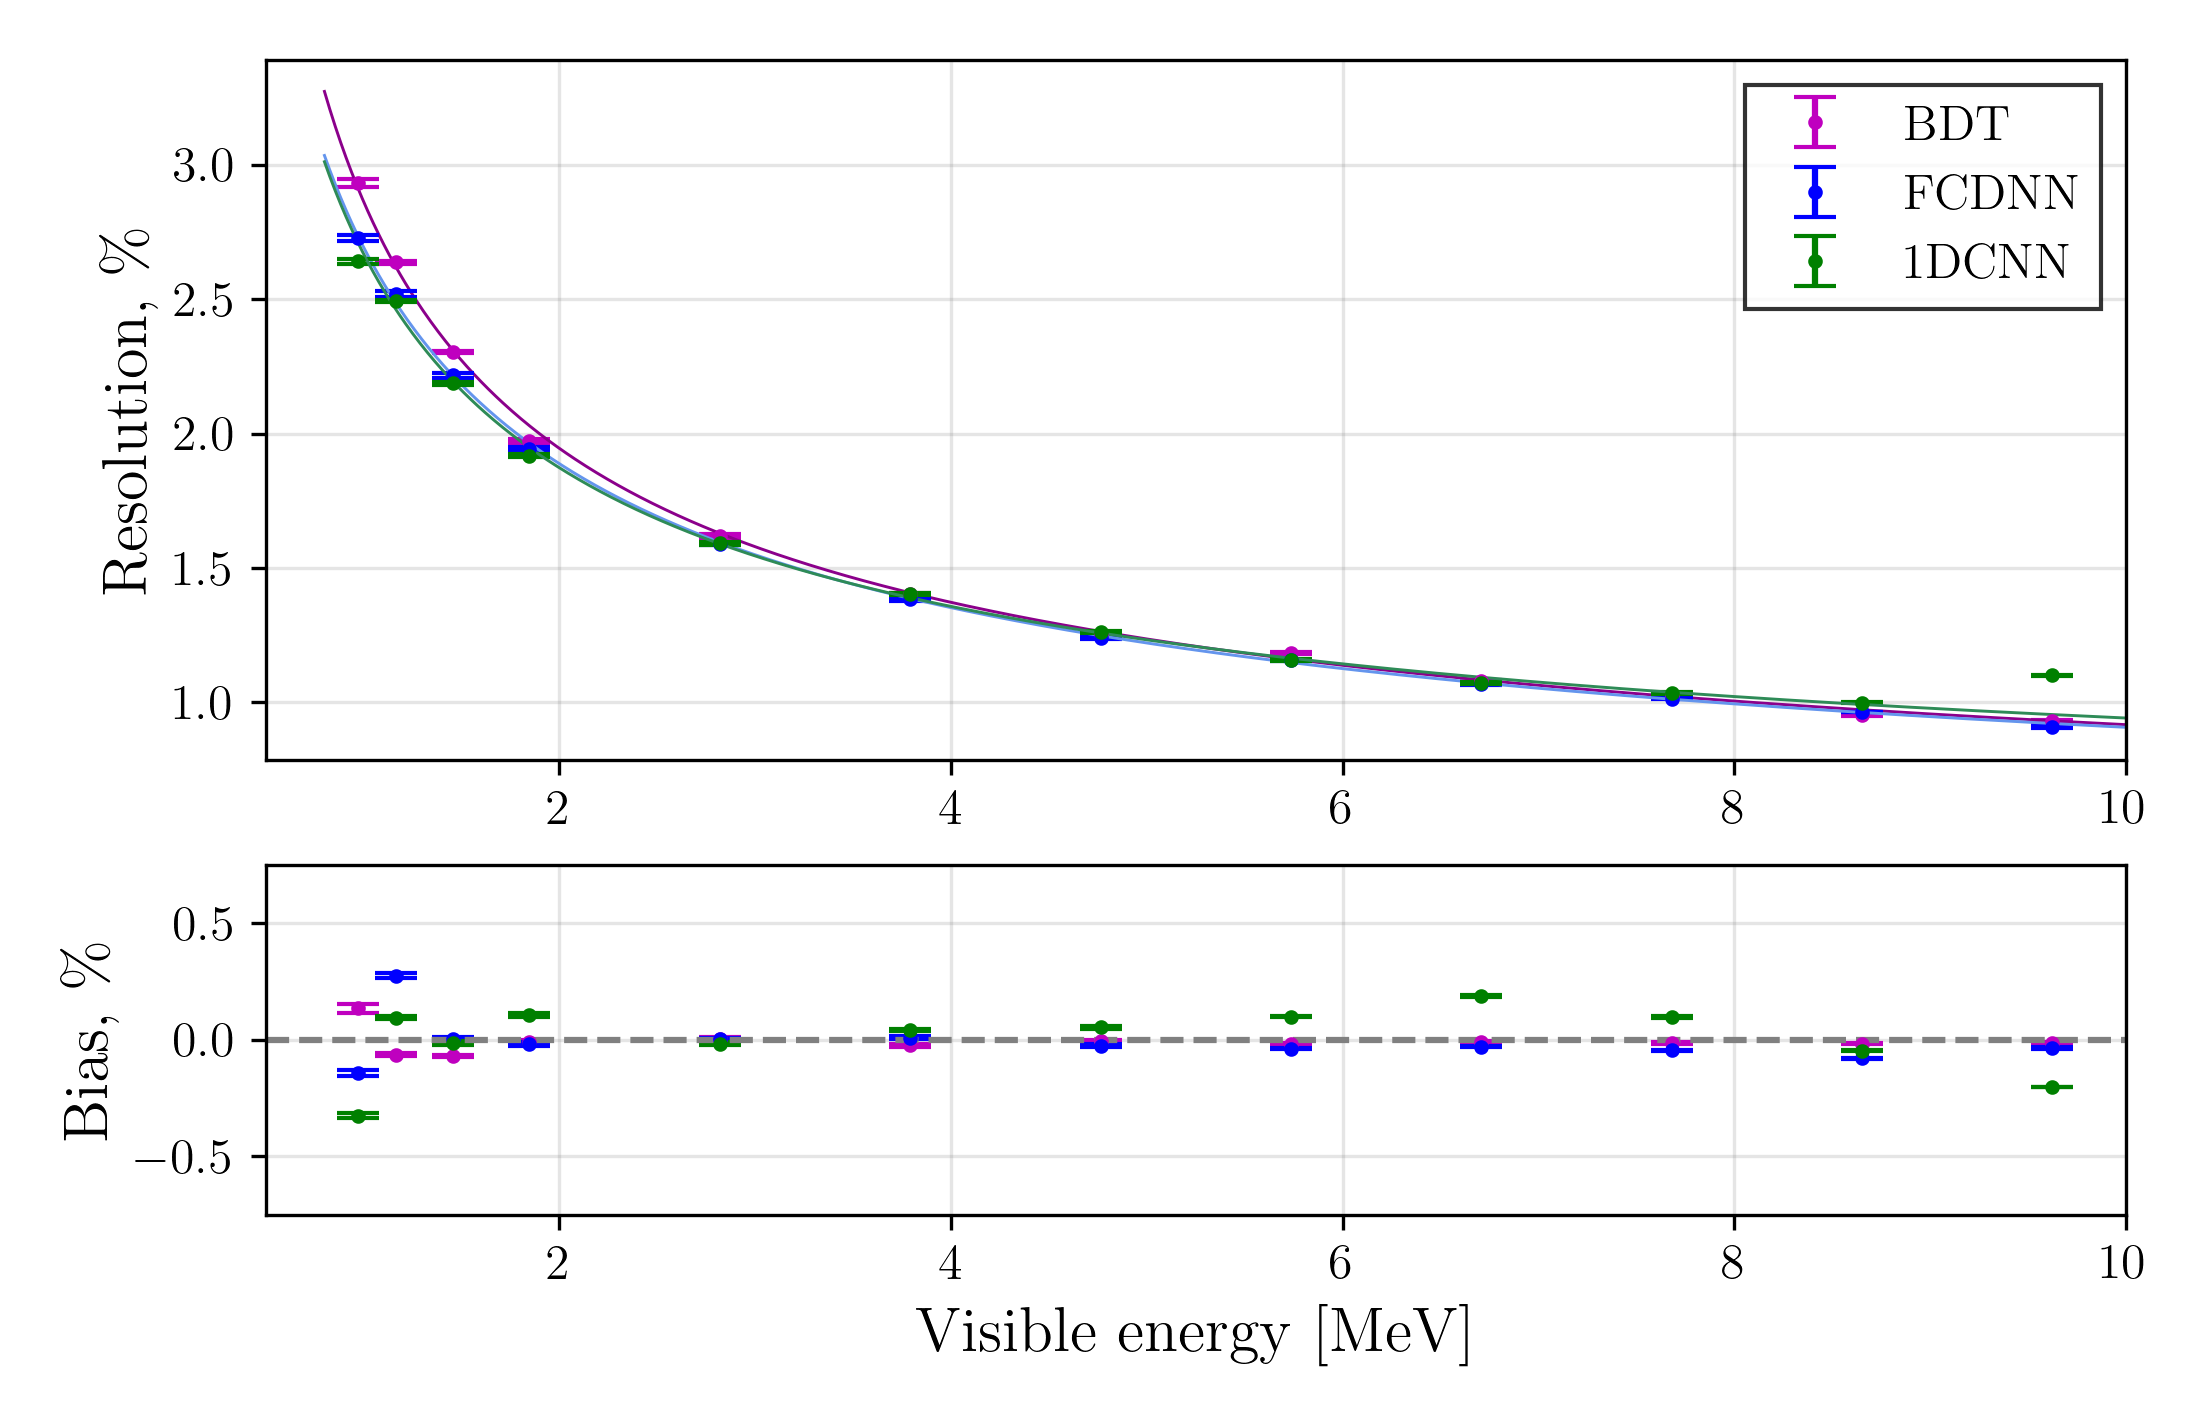 Resolution, %
3.0
2.5
2.0
1.5
1.0
2 4 6 8 10
BDT
FCDNN
1DCNN
Bias, %
0.5
0.0
−0.5
2 4 6 8 10
Visible energy [MeV]